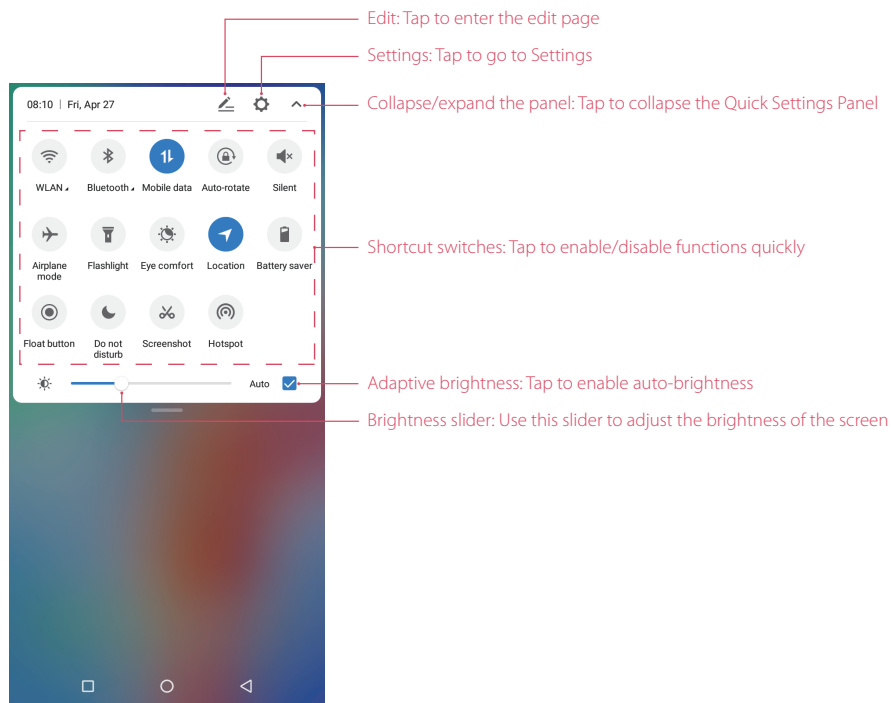 Edit: Tap to enter the edit page
Settings: Tap to go to Settings
08:10 | Fri, Apr 27
Collapse/expand the panel: Tap to collapse the Quick Settings Panel
WLAN Bluetooth Mobile data Auto-rotate Silent
Shortcut switches: Tap to enable/disable functions quickly
Airplane mode Flashlight Eye comfort Location Battery saver
Float button Do not disturb Screenshot Hotspot
Auto
Adaptive brightness: Tap to enable auto-brightness
Brightness slider: Use this slider to adjust the brightness of the screen